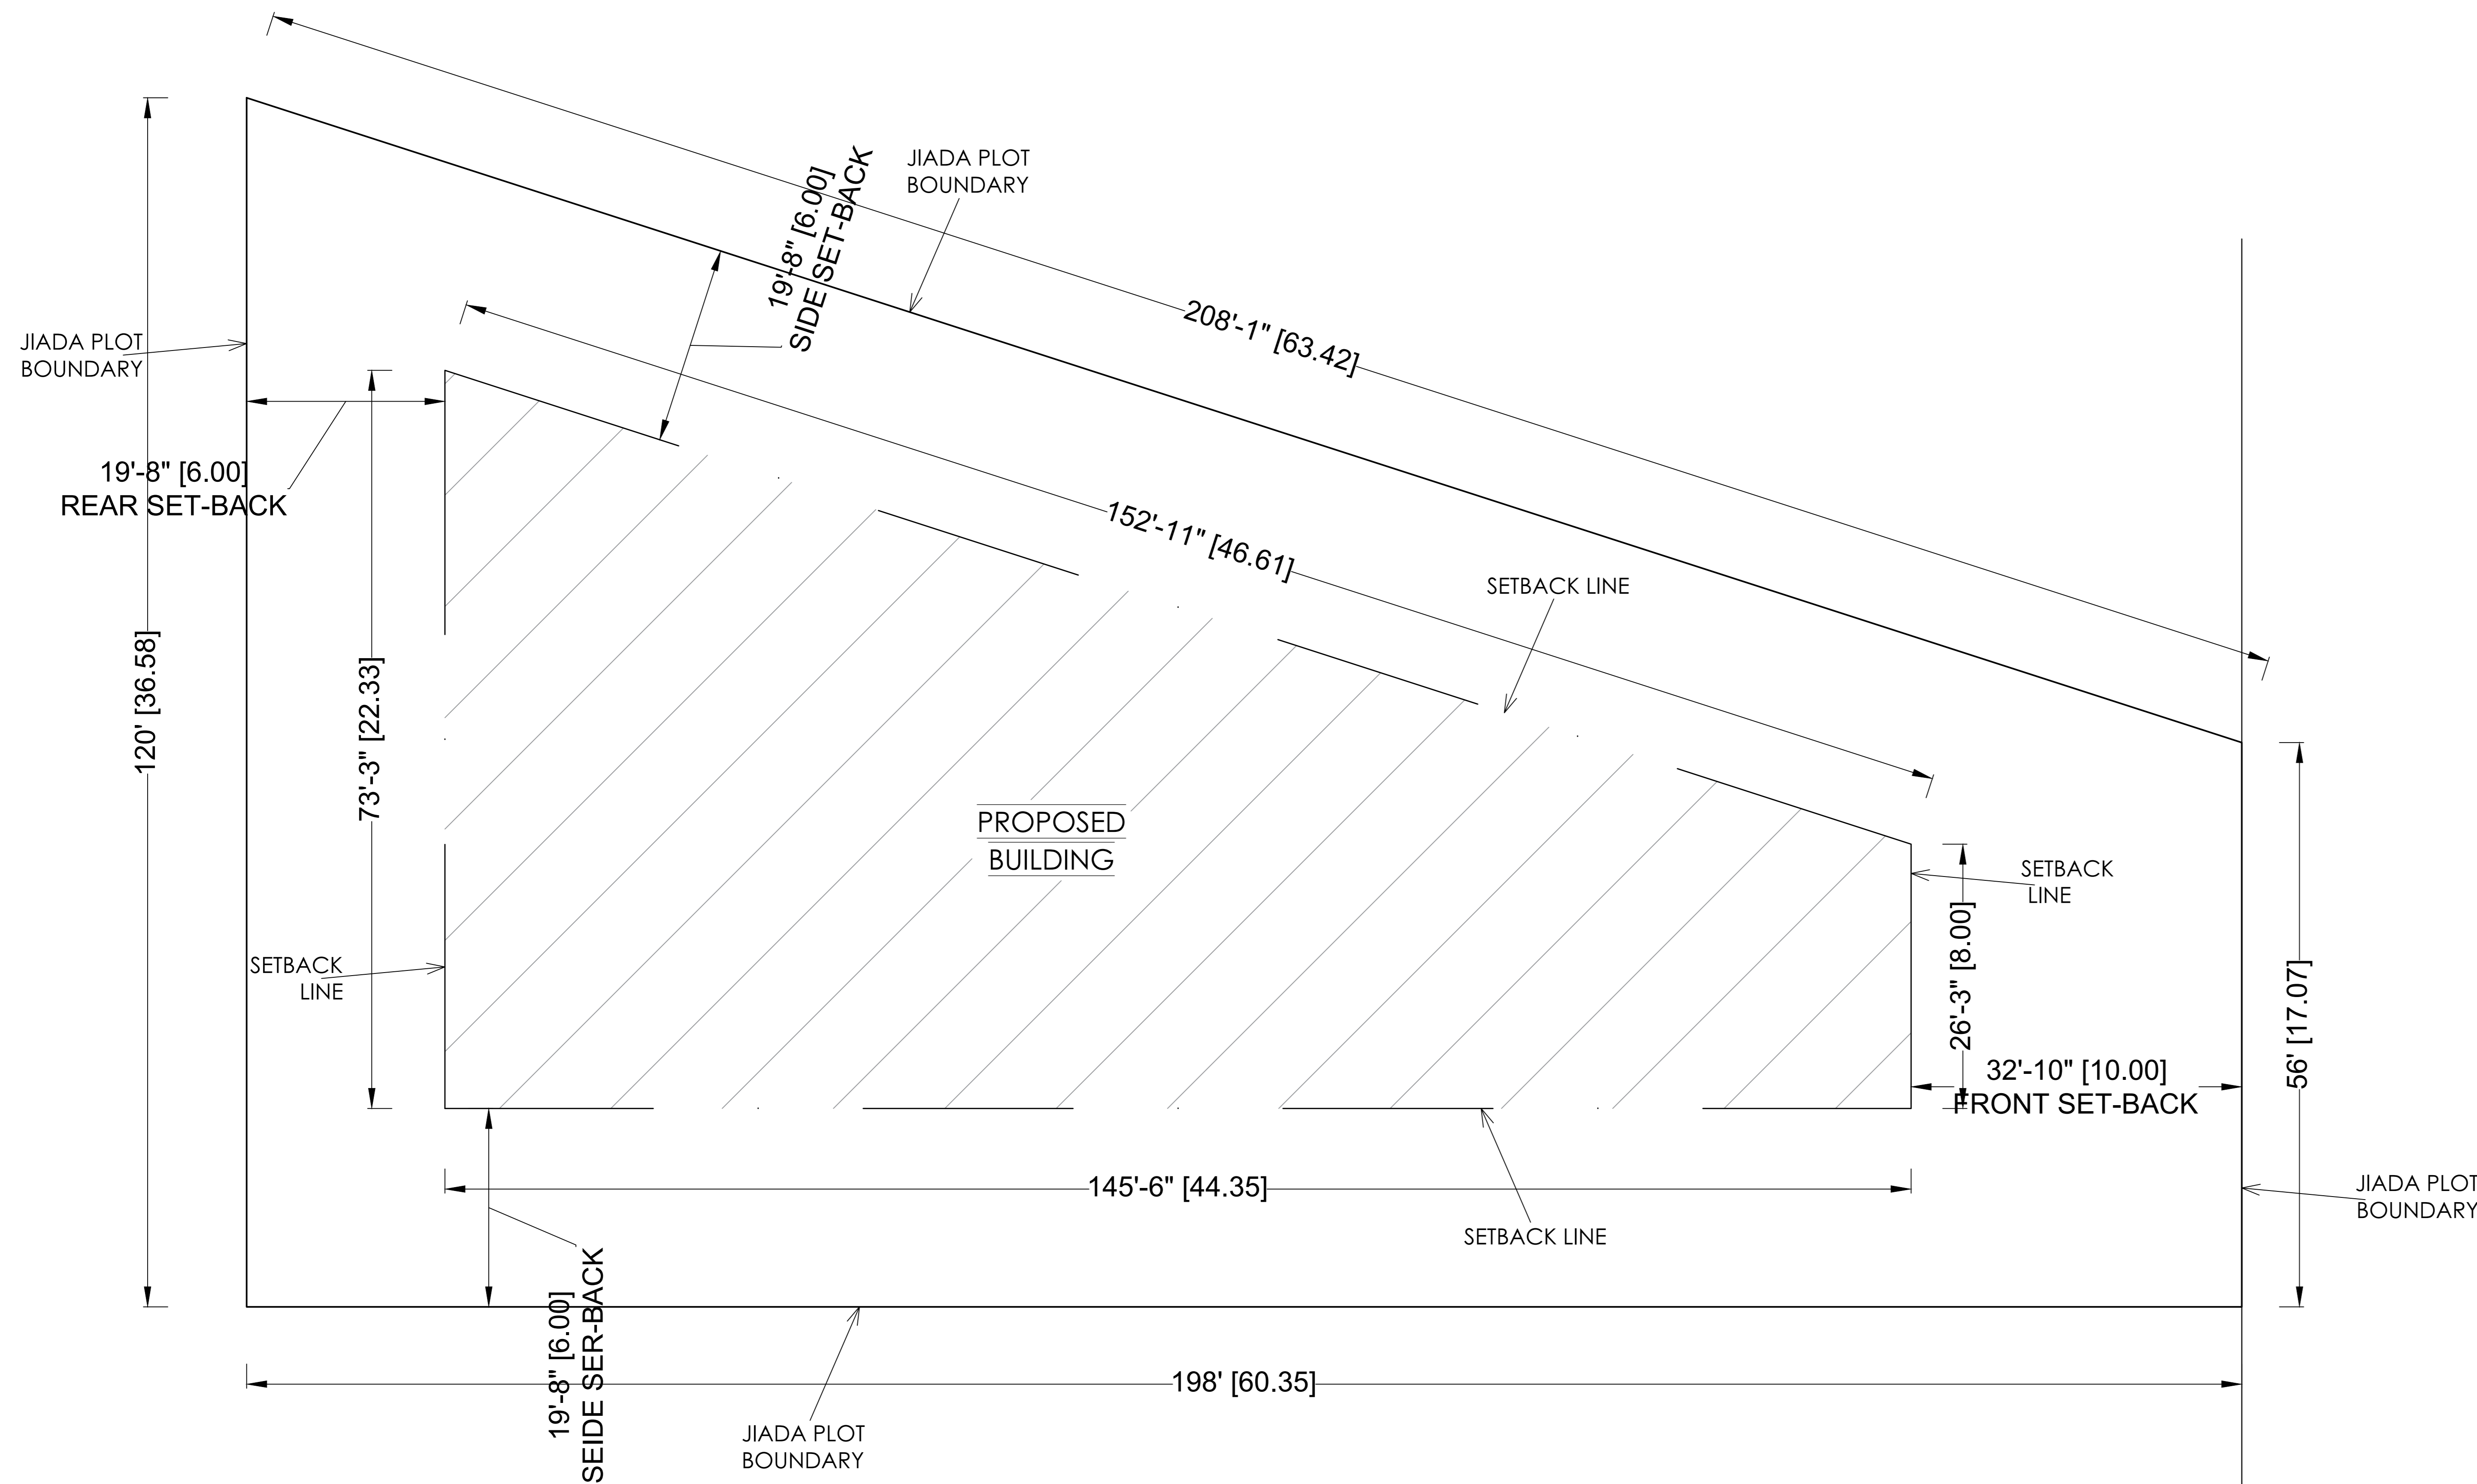 JIADA PLOT
BOUNDARY
19'-8" [6.00]
SIDE SET-BACK
208'-1" [63.42]
JIADA PLOT
BOUNDARY
19'-8" [6.00]
REAR SET-BACK
152'-11" [46.61]
SETBACK LINE
120' [36.58]
73'-3" [22.33]
PROPOSED
BUILDING
SETBACK
LINE
26'-3" [8.00]
SETBACK
LINE
56' [17.07]
32'-10" [10.00]
FRONT SET-BACK
145'-6" [44.35]
JIADA PLOT
BOUNDARY
SETBACK LINE
19'-8" [6.00]
SEIDE SER-BACK
198' [60.35]
JIADA PLOT
BOUNDARY